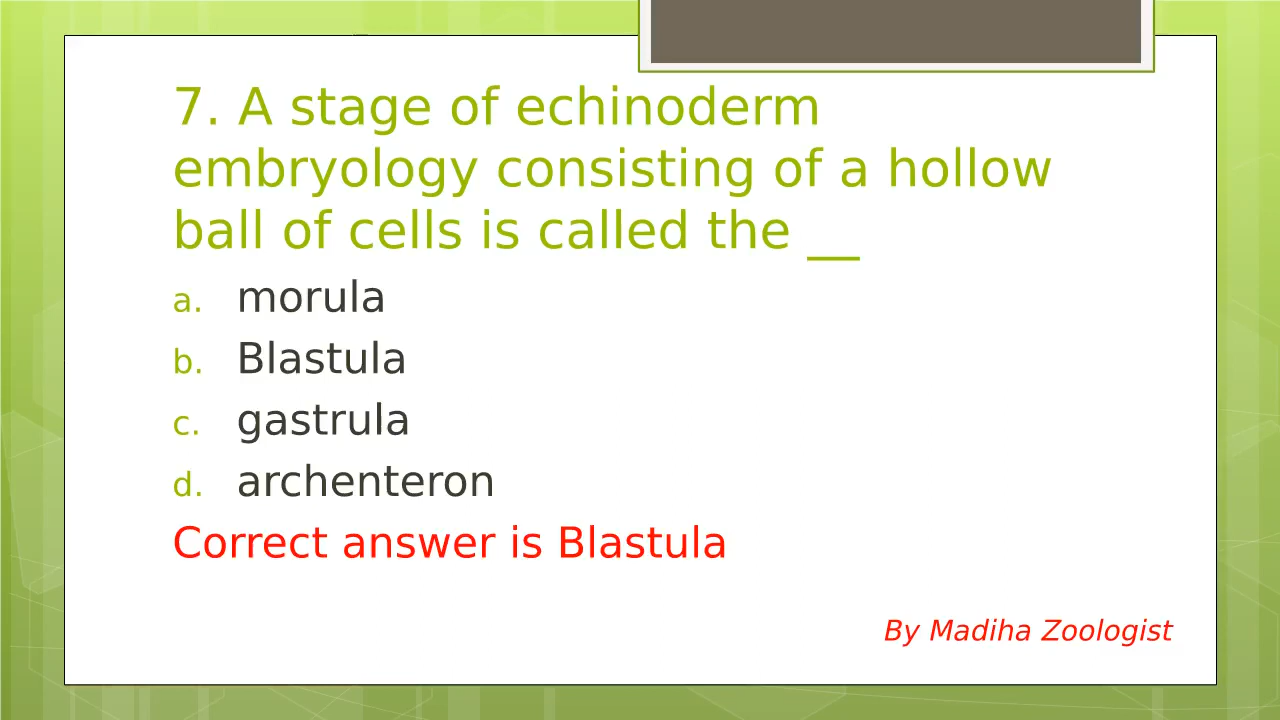 7. A stage of echinoderm
embryology consisting of a hollow
ball of cells is called the __
a. morula
b. Blastula
c. gastrula
d. archenteron
Correct answer is Blastula
By Madiha Zoologist